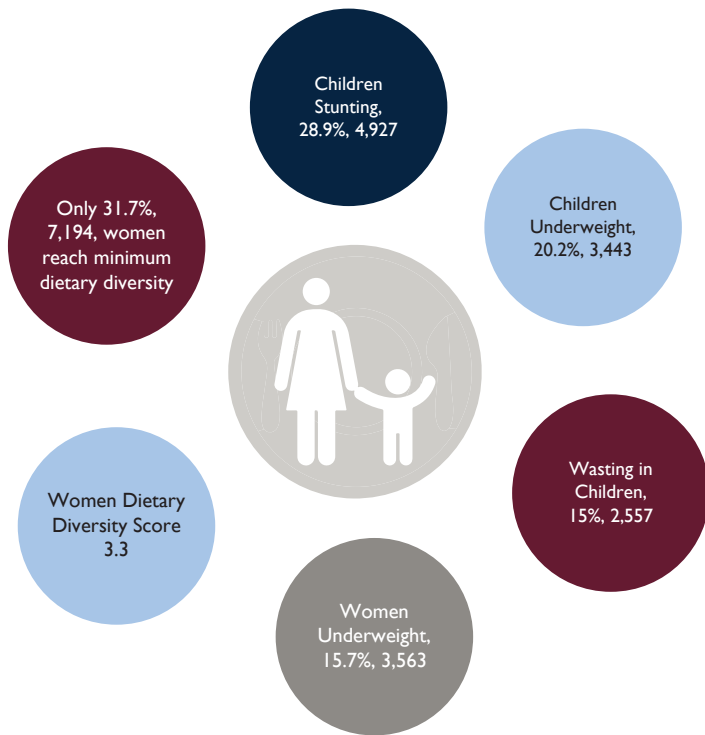 Children
Stunting,
28.9%, 4,927
Children
Underweight,
20.2%, 3,443
Wasting in
Children,
15%, 2,557
Women
Underweight,
15.7%, 3,563
Women Dietary
Diversity Score
3.3
Only 31.7%,
7,194, women
reach minimum
dietary diversity